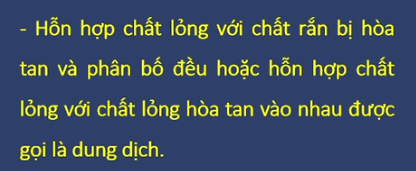 - Hỗn hợp chất lỏng với chất rắn bị hòa
tan và phân bố đều hoặc hỗn hợp chất
lỏng với chất lỏng hòa tan vào nhau được
gọi là dung dịch.